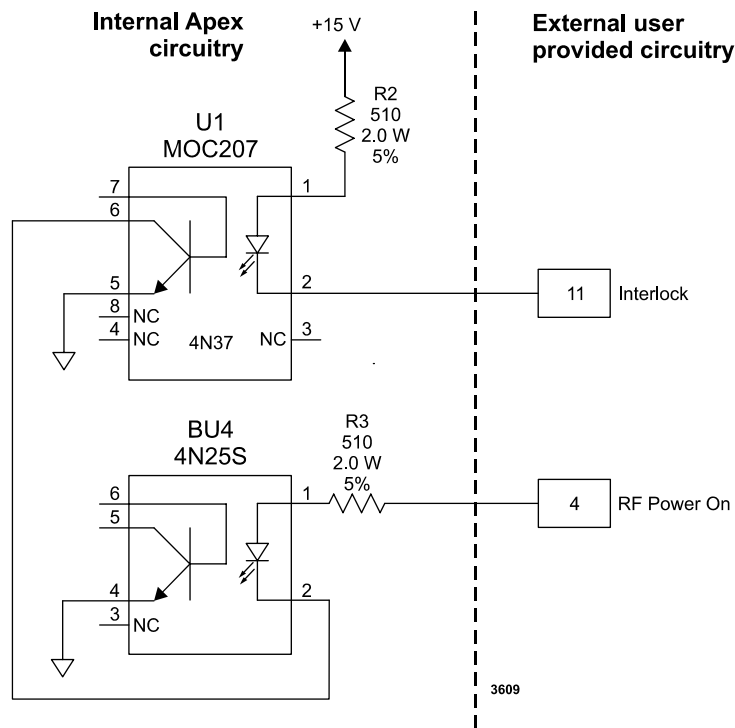 Internal Apex
circuitry
+15 V
External user
provided circuitry
R2
510
2.0 W
5%
U1
MOC207
7
1
6
5
2
8
NC
4
NC
4N37
NC
3
11
Interlock
BU4
4N25S
R3
510
2.0 W
5%
6
1
5
4
2
3
NC
4
RF Power On
3609